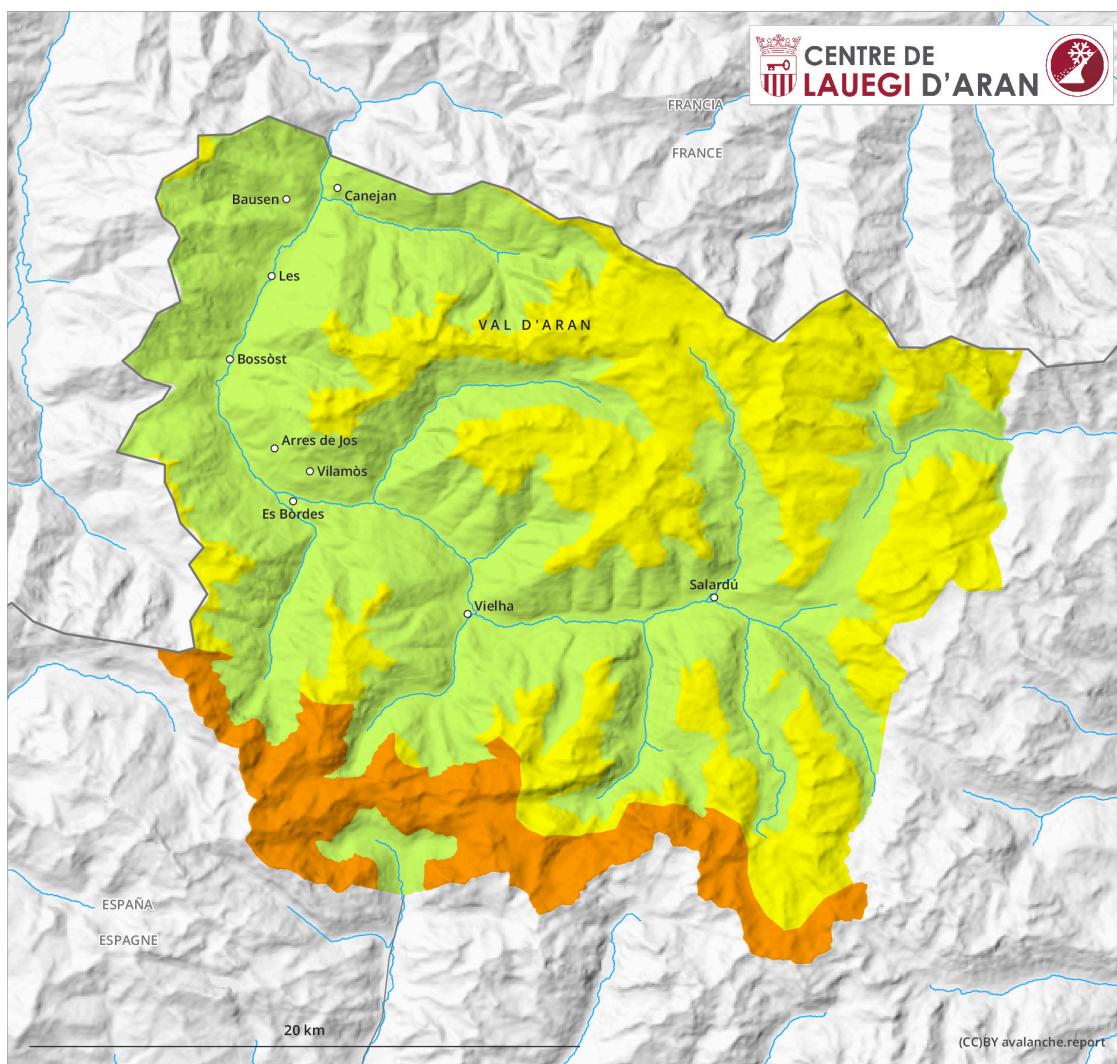 CENTRE DE
LAUEGI D'ARAN
FRANCIA
FRANCE
Bausen
Canejan
Les
VAL D'ARAN
Bossòst
Arres de Jos
Vilamòs
Es Bòrdes
Salardú
Vielha
ESPAÑA
ESPAGNE
20 km
(CC)BY avalanche.report